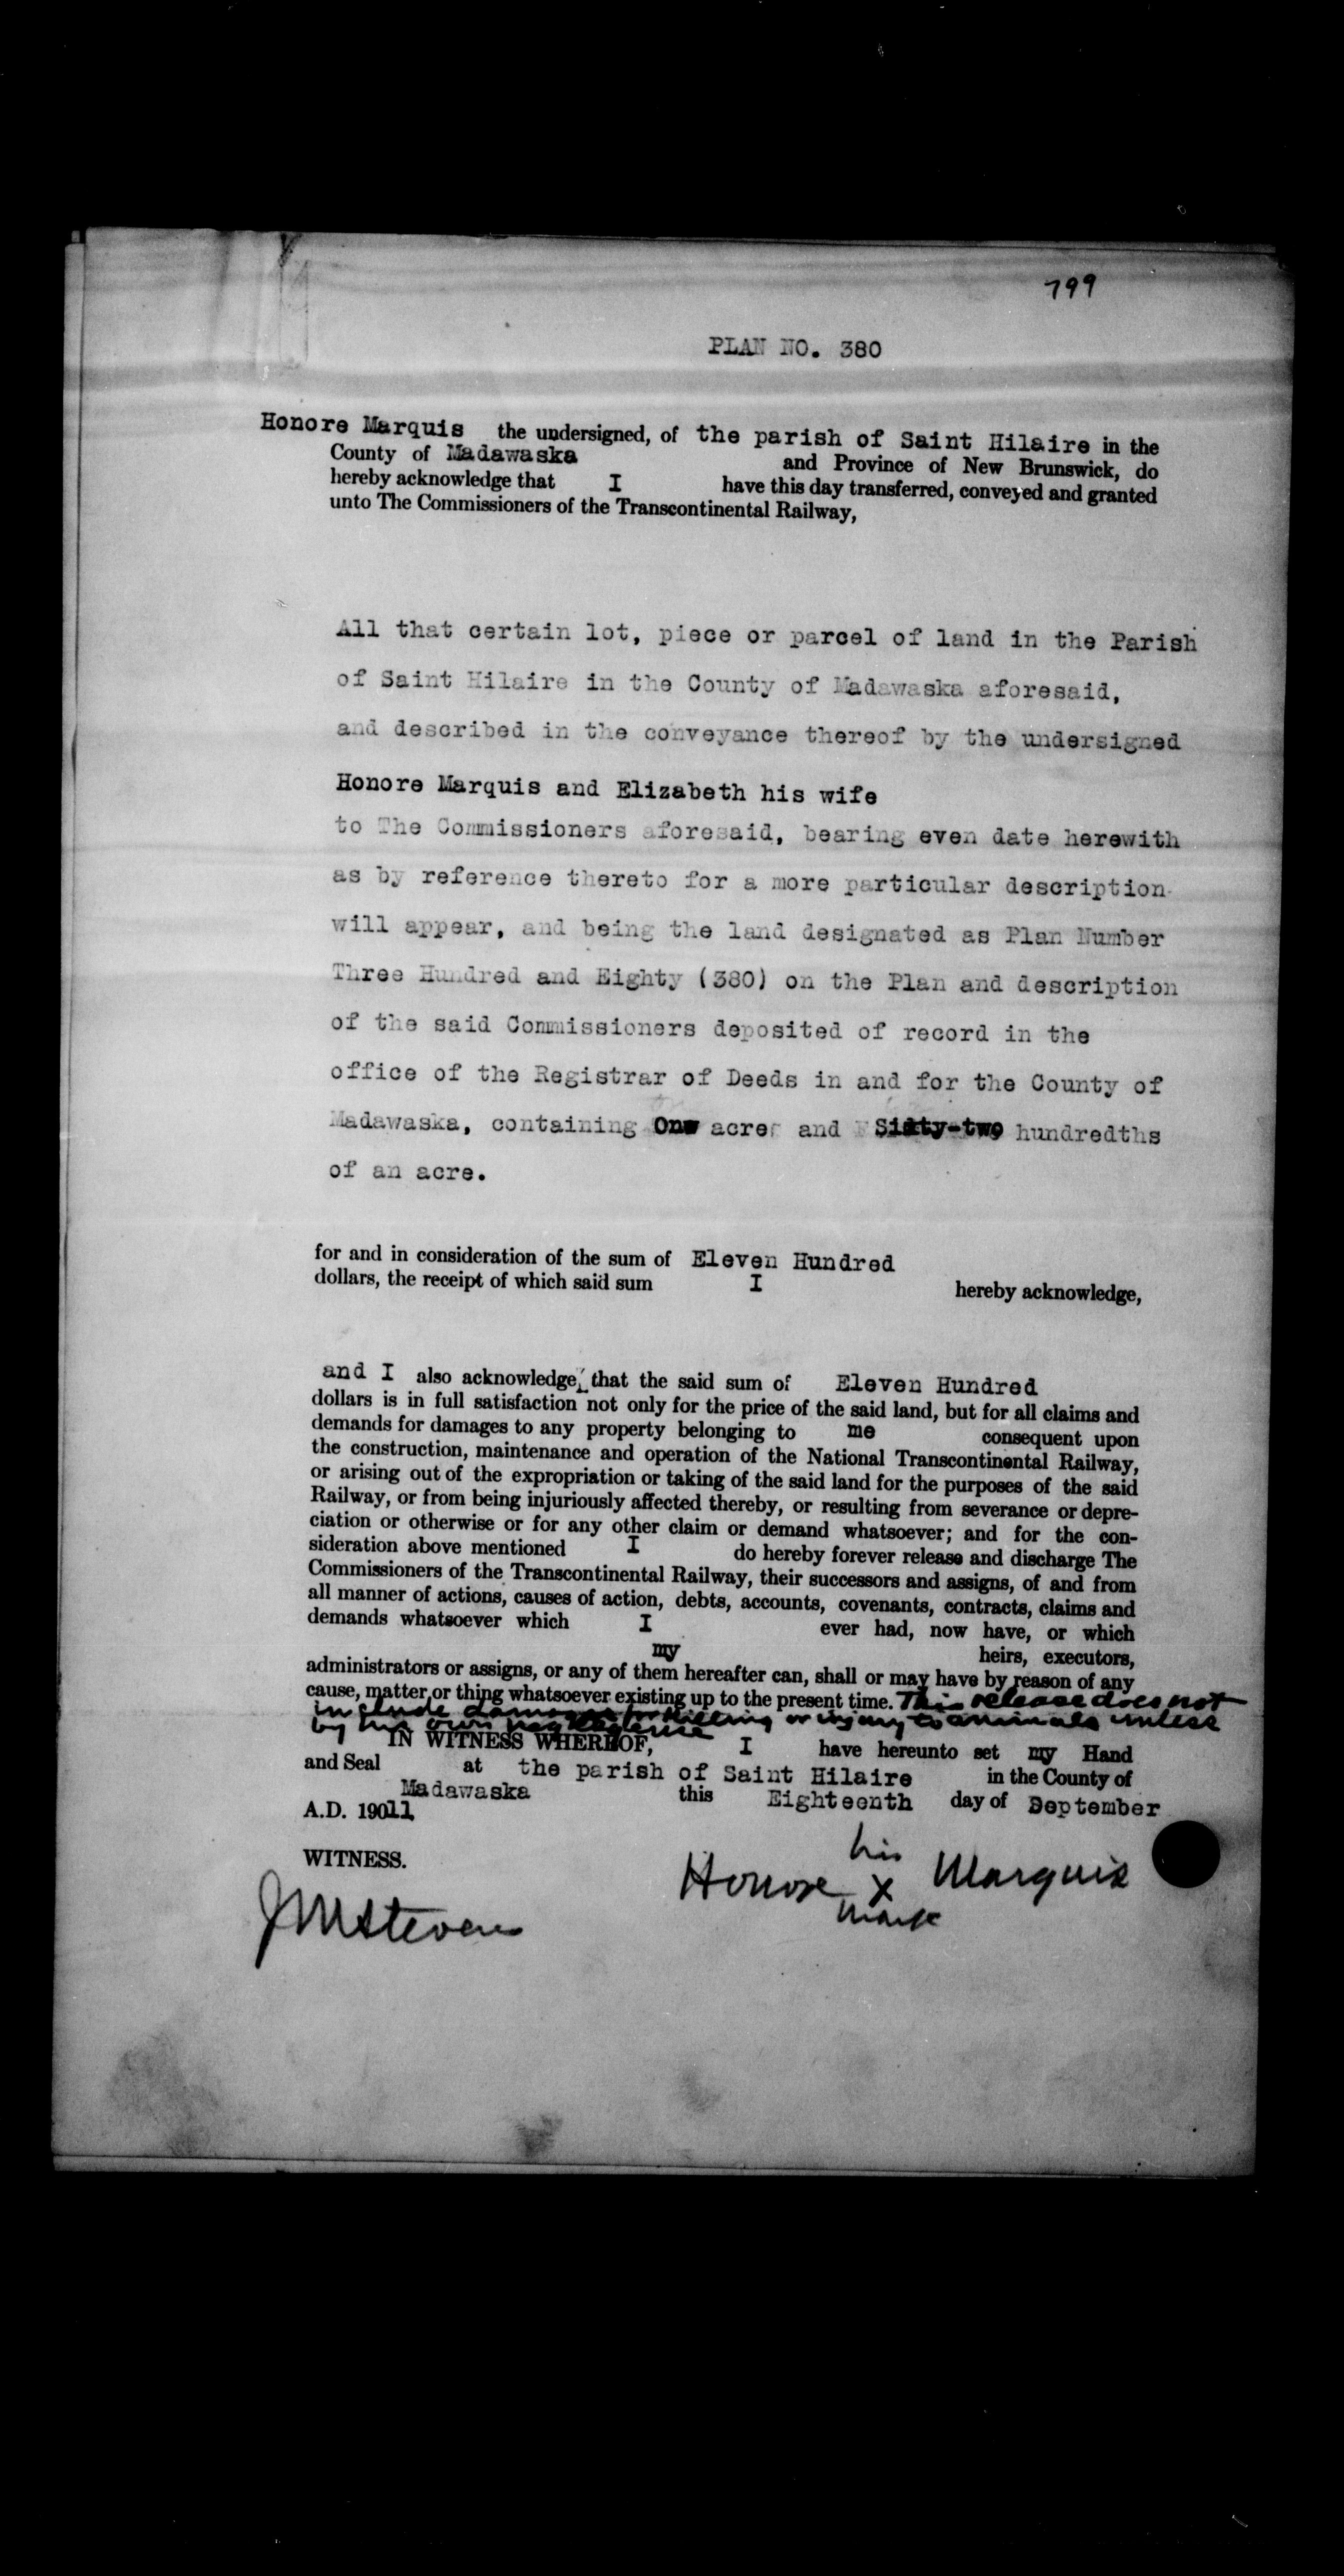 799
PLAN NO. 380
Honore Marquis the undersigned, of the parish of Saint Hilaire in the
County of Madawaska and Province of New Brunswick, do
hereby acknowledge that I have this day transferred, conveyed and granted
unto The Commissioners of the Transcontinental Railway,
All that certain lot, piece or parcel of land in the Parish
of Saint Hilaire in the County of Madawaska aforesaid,
and described in the conveyance thereof by the undersigned
Honore Marquis and Elizabeth his wife
to The Commissioners aforesaid, bearing even date herewith
as by reference thereto for a more particular description
will appear, and being the land designated as Plan Number
Three Hundred and Eighty (380) on the Plan and description
of the said Commissioners deposited of record in the
office of the Registrar of Deeds in and for the County of
Madawaska, containing One acre and Sixty-two hundredths
of an acre.
for and in consideration of the sum of Eleven Hundred
dollars, the receipt of which said sum I hereby acknowledge,
and I also acknowledge that the said sum of Eleven Hundred
dollars is in full satisfaction not only for the price of the said land, but for all claims and
demands for damages to any property belonging to me consequent upon
the construction, maintenance and operation of the National Transcontinental Railway,
or arising out of the expropriation or taking of the said land for the purposes of the said
Railway, or from being injuriously affected thereby, or resulting from severance or depre-
ciation or otherwise or for any other claim or demand whatsoever; and for the con-
sideration above mentioned I do hereby forever release and discharge The
Commissioners of the Transcontinental Railway, their successors and assigns, of and from
all manner of actions, causes of action, debts, accounts, covenants, contracts, claims and
demands whatsoever which I ever had, now have, or which
my heirs, executors,
administrators or assigns, or any of them hereafter can, shall or may have by reason of any
cause, matter or thing whatsoever existing up to the present time. This release does not
include damages for killing or injury to animals unless
by his own negligence
IN WITNESS WHEREOF, I have hereunto set my Hand
and Seal at the parish of Saint Hilaire in the County of
Madawaska this Eighteenth day of September
A.D. 19011
WITNESS.
his
Honore x Marquis
mark
JM Stevens